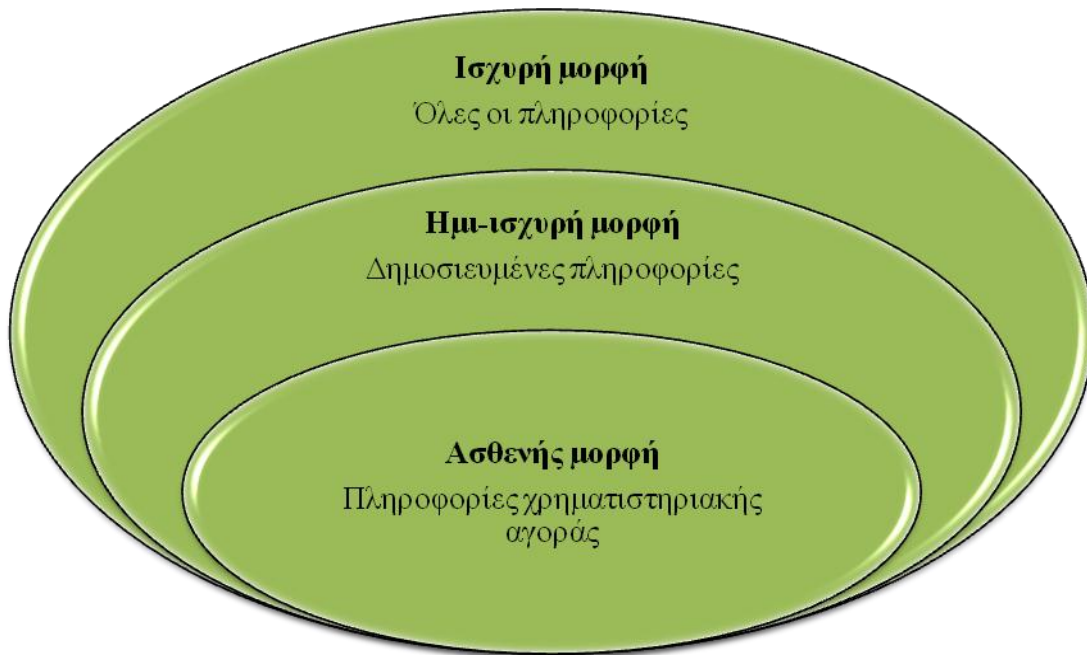 Ισχυρή μορφή
Όλες οι πληροφορίες
Ημι-ισχυρή μορφή
Δημοσιευμένες πληροφορίες
Ασθενής μορφή
Πληροφορίες χρηματιστηριακής
αγοράς